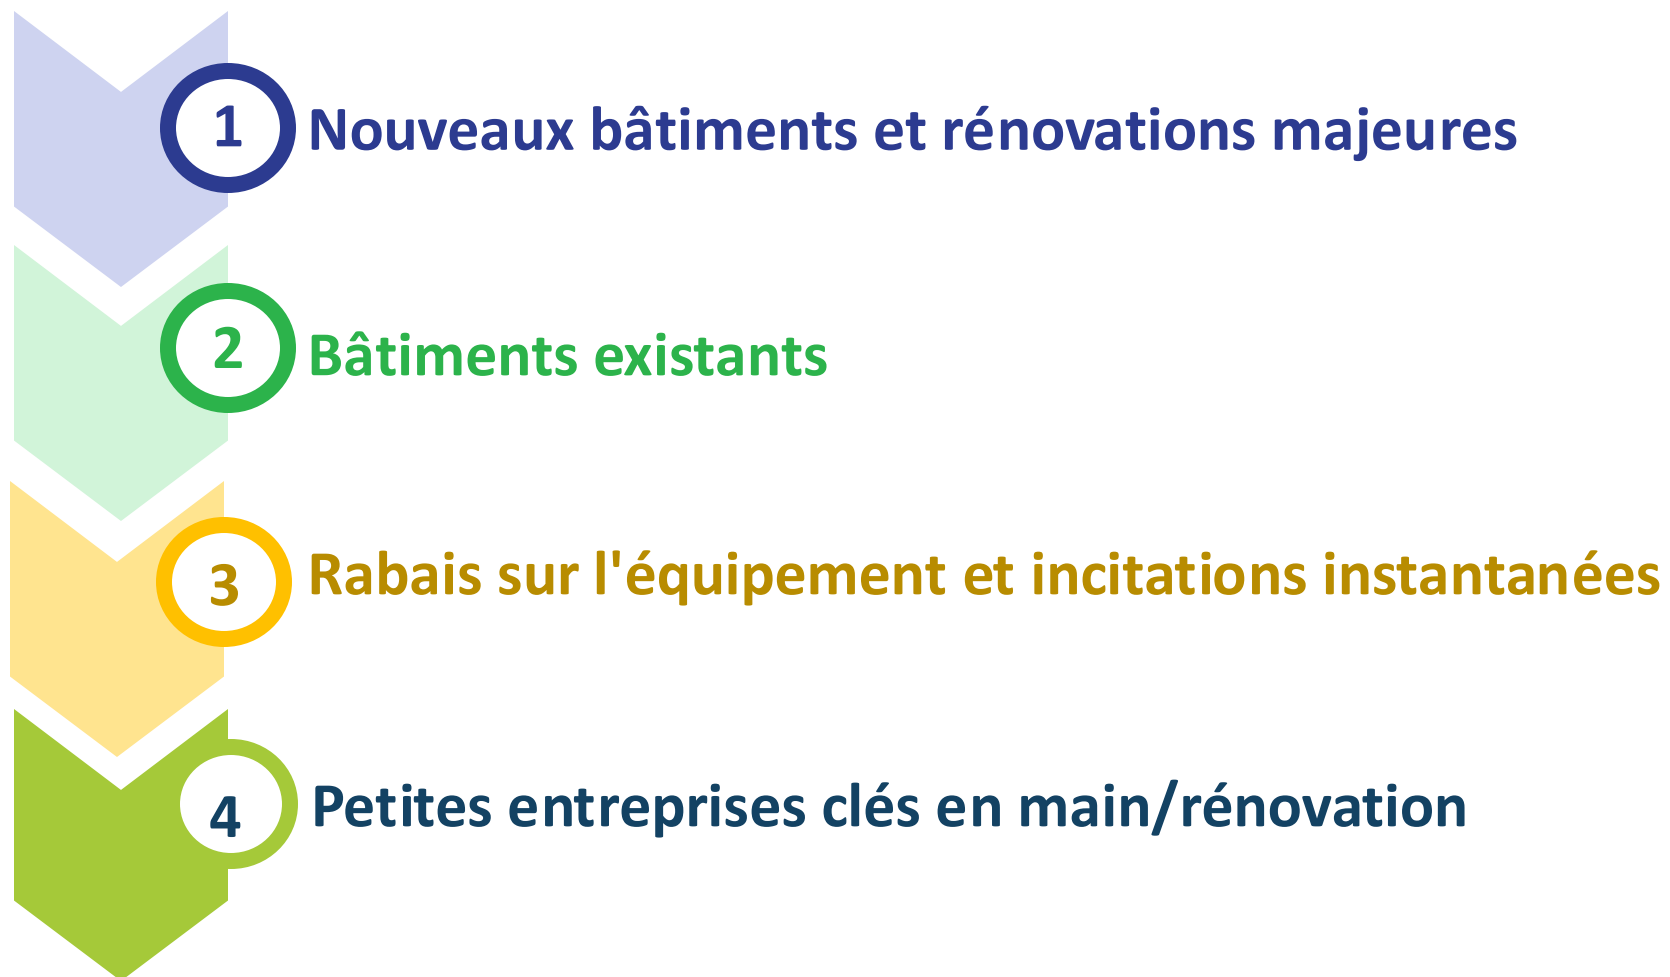 1 Nouveaux bâtiments et rénovations majeures
2 Bâtiments existants
3 Rabais sur l'équipement et incitations instantanées
4 Petites entreprises clés en main/rénovation